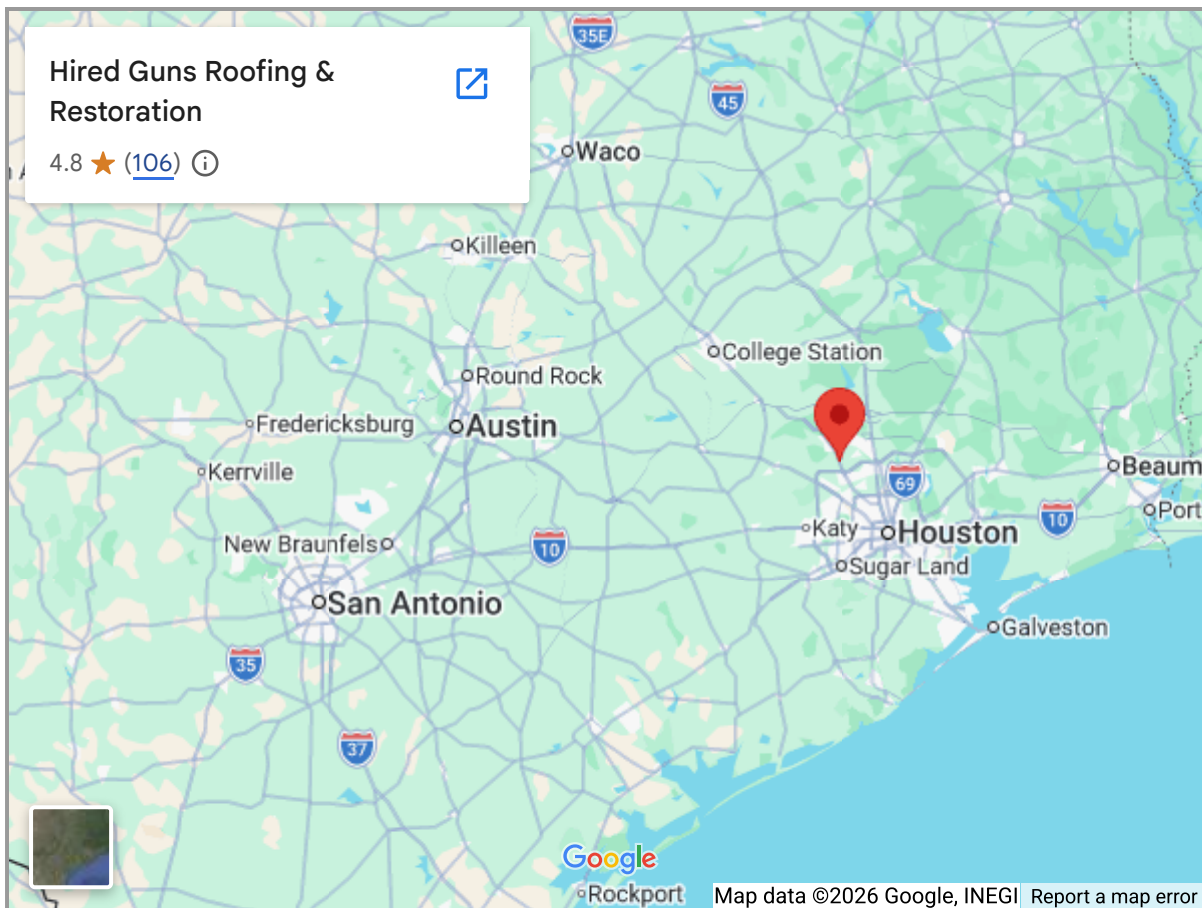 Hired Guns Roofing &
Restoration
4.8 ★ (106)
35E
45
Waco
Killeen
College Station
Round Rock
Fredericksburg
Austin
Kerrville
69
Beaum
Port
10
Katy
Houston
New Braunfels
10
Sugar Land
San Antonio
Galveston
35
37
Google
Rockport
Map data ©2026 Google, INEGI
Report a map error